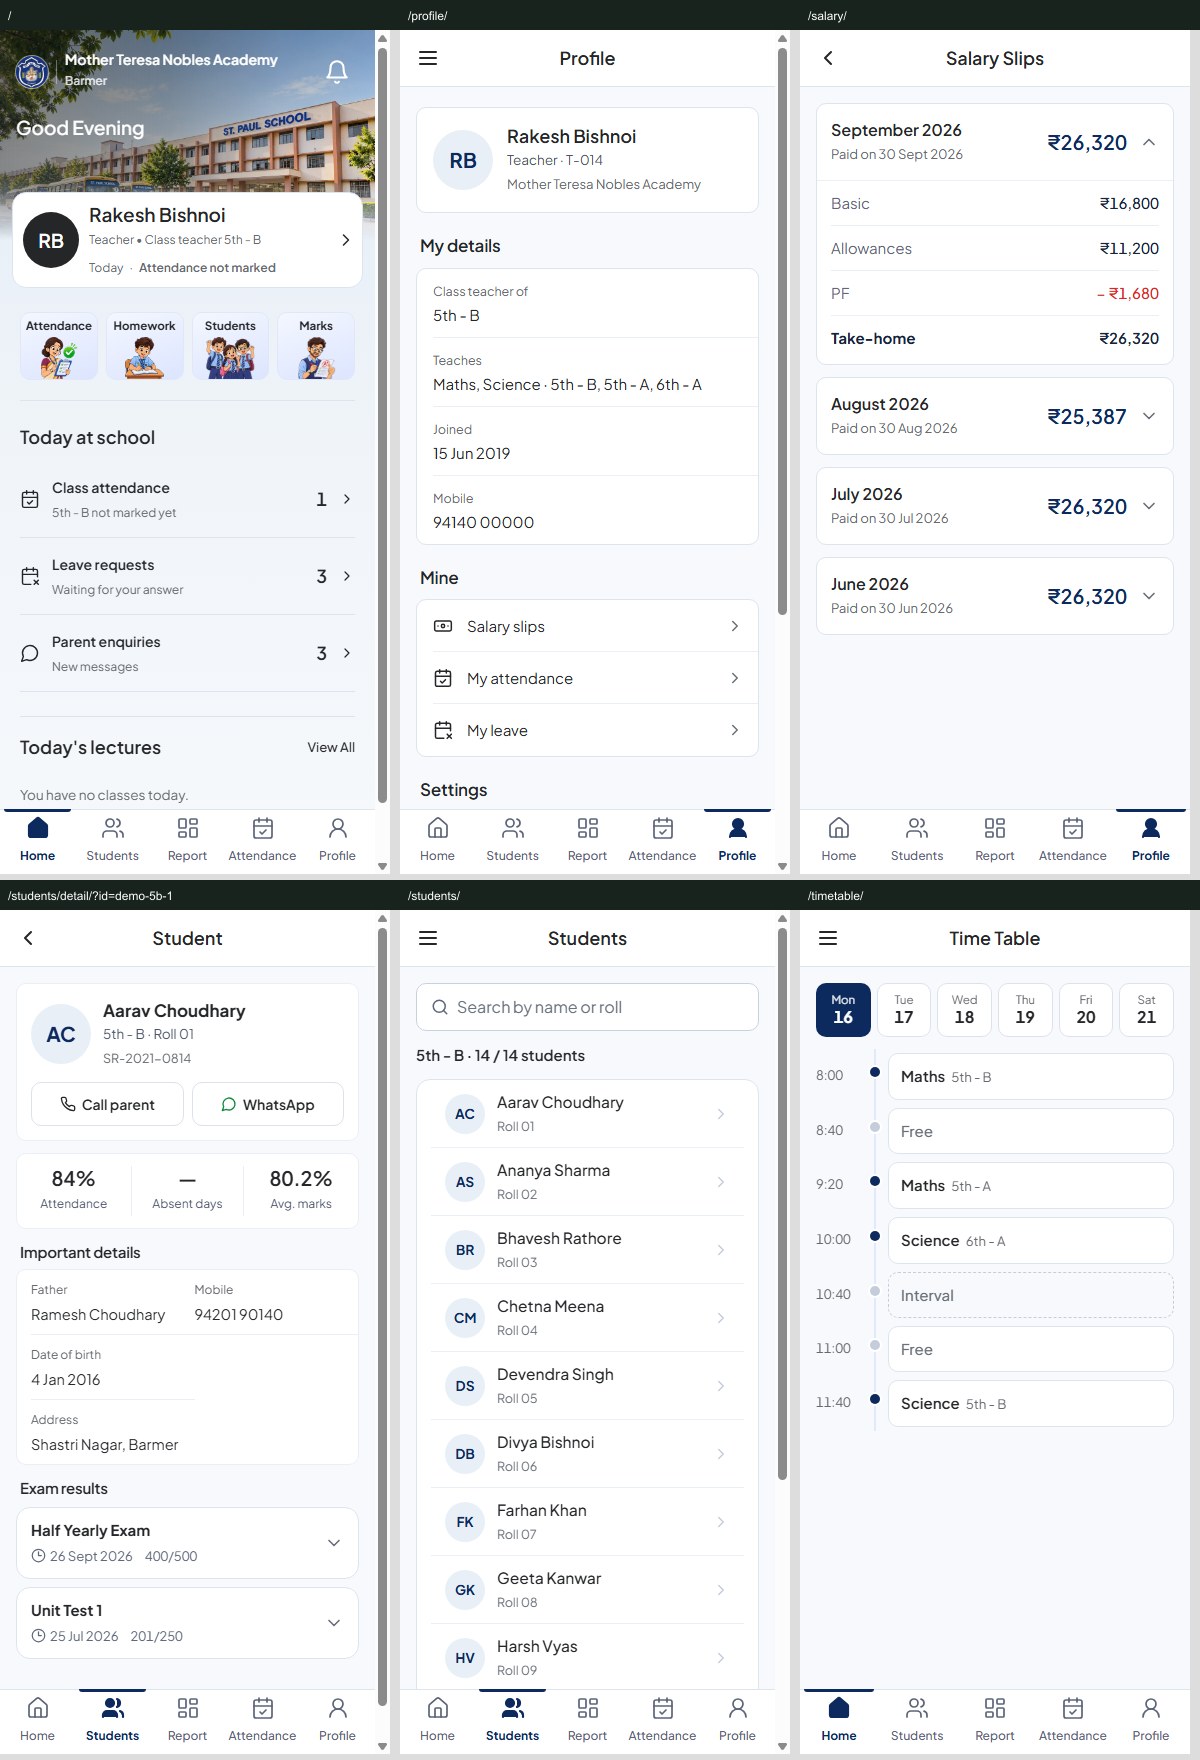 /
Mother Teresa Nobles Academy
Barmer
Good Evening
ST. PAUL SCHOOL
RB
Rakesh Bishnoi
Teacher • Class teacher 5th - B
Today · Attendance not marked
Attendance
Homework
Students
Marks
Today at school
Class attendance
5th - B not marked yet
1
Leave requests
Waiting for your answer
3
Parent enquiries
New messages
3
Today's lectures
View All
You have no classes today.
Home
Students
Report
Attendance
Profile
/profile/
Profile
RB
Rakesh Bishnoi
Teacher · T-014
Mother Teresa Nobles Academy
My details
Class teacher of
5th - B
Teaches
Maths, Science · 5th - B, 5th - A, 6th - A
Joined
15 Jun 2019
Mobile
94140 00000
Mine
Salary slips
My attendance
My leave
Settings
Home
Students
Report
Attendance
Profile
/salary/
Salary Slips
September 2026
Paid on 30 Sept 2026
₹26,320
Basic ₹16,800
Allowances ₹11,200
PF – ₹1,680
Take-home ₹26,320
August 2026
Paid on 30 Aug 2026
₹25,387
July 2026
Paid on 30 Jul 2026
₹26,320
June 2026
Paid on 30 Jun 2026
₹26,320
Home
Students
Report
Attendance
Profile
/students/detail/?id=demo-5b-1
Student
AC
Aarav Choudhary
5th - B · Roll 01
SR-2021-0814
Call parent
WhatsApp
84%
Attendance
—
Absent days
80.2%
Avg. marks
Important details
Father
Ramesh Choudhary
Mobile
94201 90140
Date of birth
4 Jan 2016
Address
Shastri Nagar, Barmer
Exam results
Half Yearly Exam
26 Sept 2026 400/500
Unit Test 1
25 Jul 2026 201/250
Home
Students
Report
Attendance
Profile
/students/
Students
Search by name or roll
5th - B · 14 / 14 students
AC
Aarav Choudhary
Roll 01
AS
Ananya Sharma
Roll 02
BR
Bhavesh Rathore
Roll 03
CM
Chetna Meena
Roll 04
DS
Devendra Singh
Roll 05
DB
Divya Bishnoi
Roll 06
FK
Farhan Khan
Roll 07
GK
Geeta Kanwar
Roll 08
HV
Harsh Vyas
Roll 09
Home
Students
Report
Attendance
Profile
/timetable/
Time Table
Mon
16
Tue
17
Wed
18
Thu
19
Fri
20
Sat
21
8:00 Maths 5th - B
8:40 Free
9:20 Maths 5th - A
10:00 Science 6th - A
10:40 Interval
11:00 Free
11:40 Science 5th - B
Home
Students
Report
Attendance
Profile